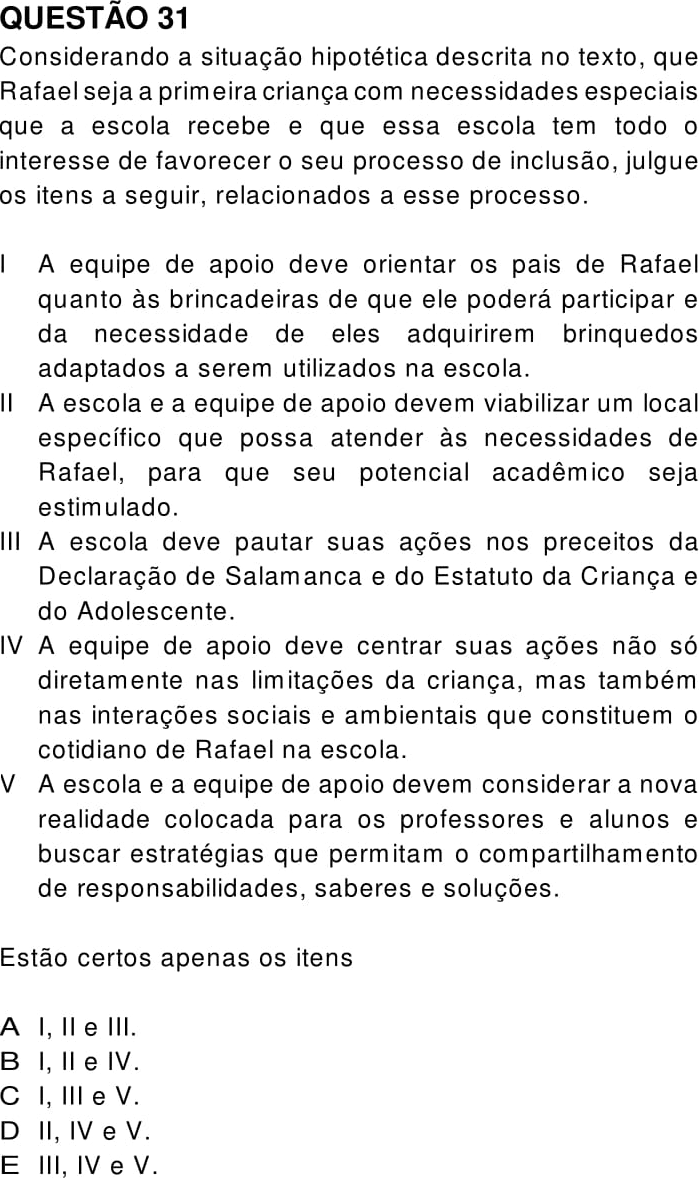 QUESTÃO 31
Considerando a situação hipotética descrita no texto, que
Rafael seja a primeira criança com necessidades especiais
que a escola recebe e que essa escola tem todo o
interesse de favorecer o seu processo de inclusão, julgue
os itens a seguir, relacionados a esse processo.
I A equipe de apoio deve orientar os pais de Rafael
quanto às brincadeiras de que ele poderá participar e
da necessidade de eles adquirirem brinquedos
adaptados a serem utilizados na escola.
II A escola e a equipe de apoio devem viabilizar um local
específico que possa atender às necessidades de
Rafael, para que seu potencial acadêmico seja
estimulado.
III A escola deve pautar suas ações nos preceitos da
Declaração de Salamanca e do Estatuto da Criança e
do Adolescente.
IV A equipe de apoio deve centrar suas ações não só
diretamente nas limitações da criança, mas também
nas interações sociais e ambientais que constituem o
cotidiano de Rafael na escola.
V A escola e a equipe de apoio devem considerar a nova
realidade colocada para os professores e alunos e
buscar estratégias que permitam o compartilhamento
de responsabilidades, saberes e soluções.
Estão certos apenas os itens
A I, II e III.
B I, II e IV.
C I, III e V.
D II, IV e V.
E III, IV e V.